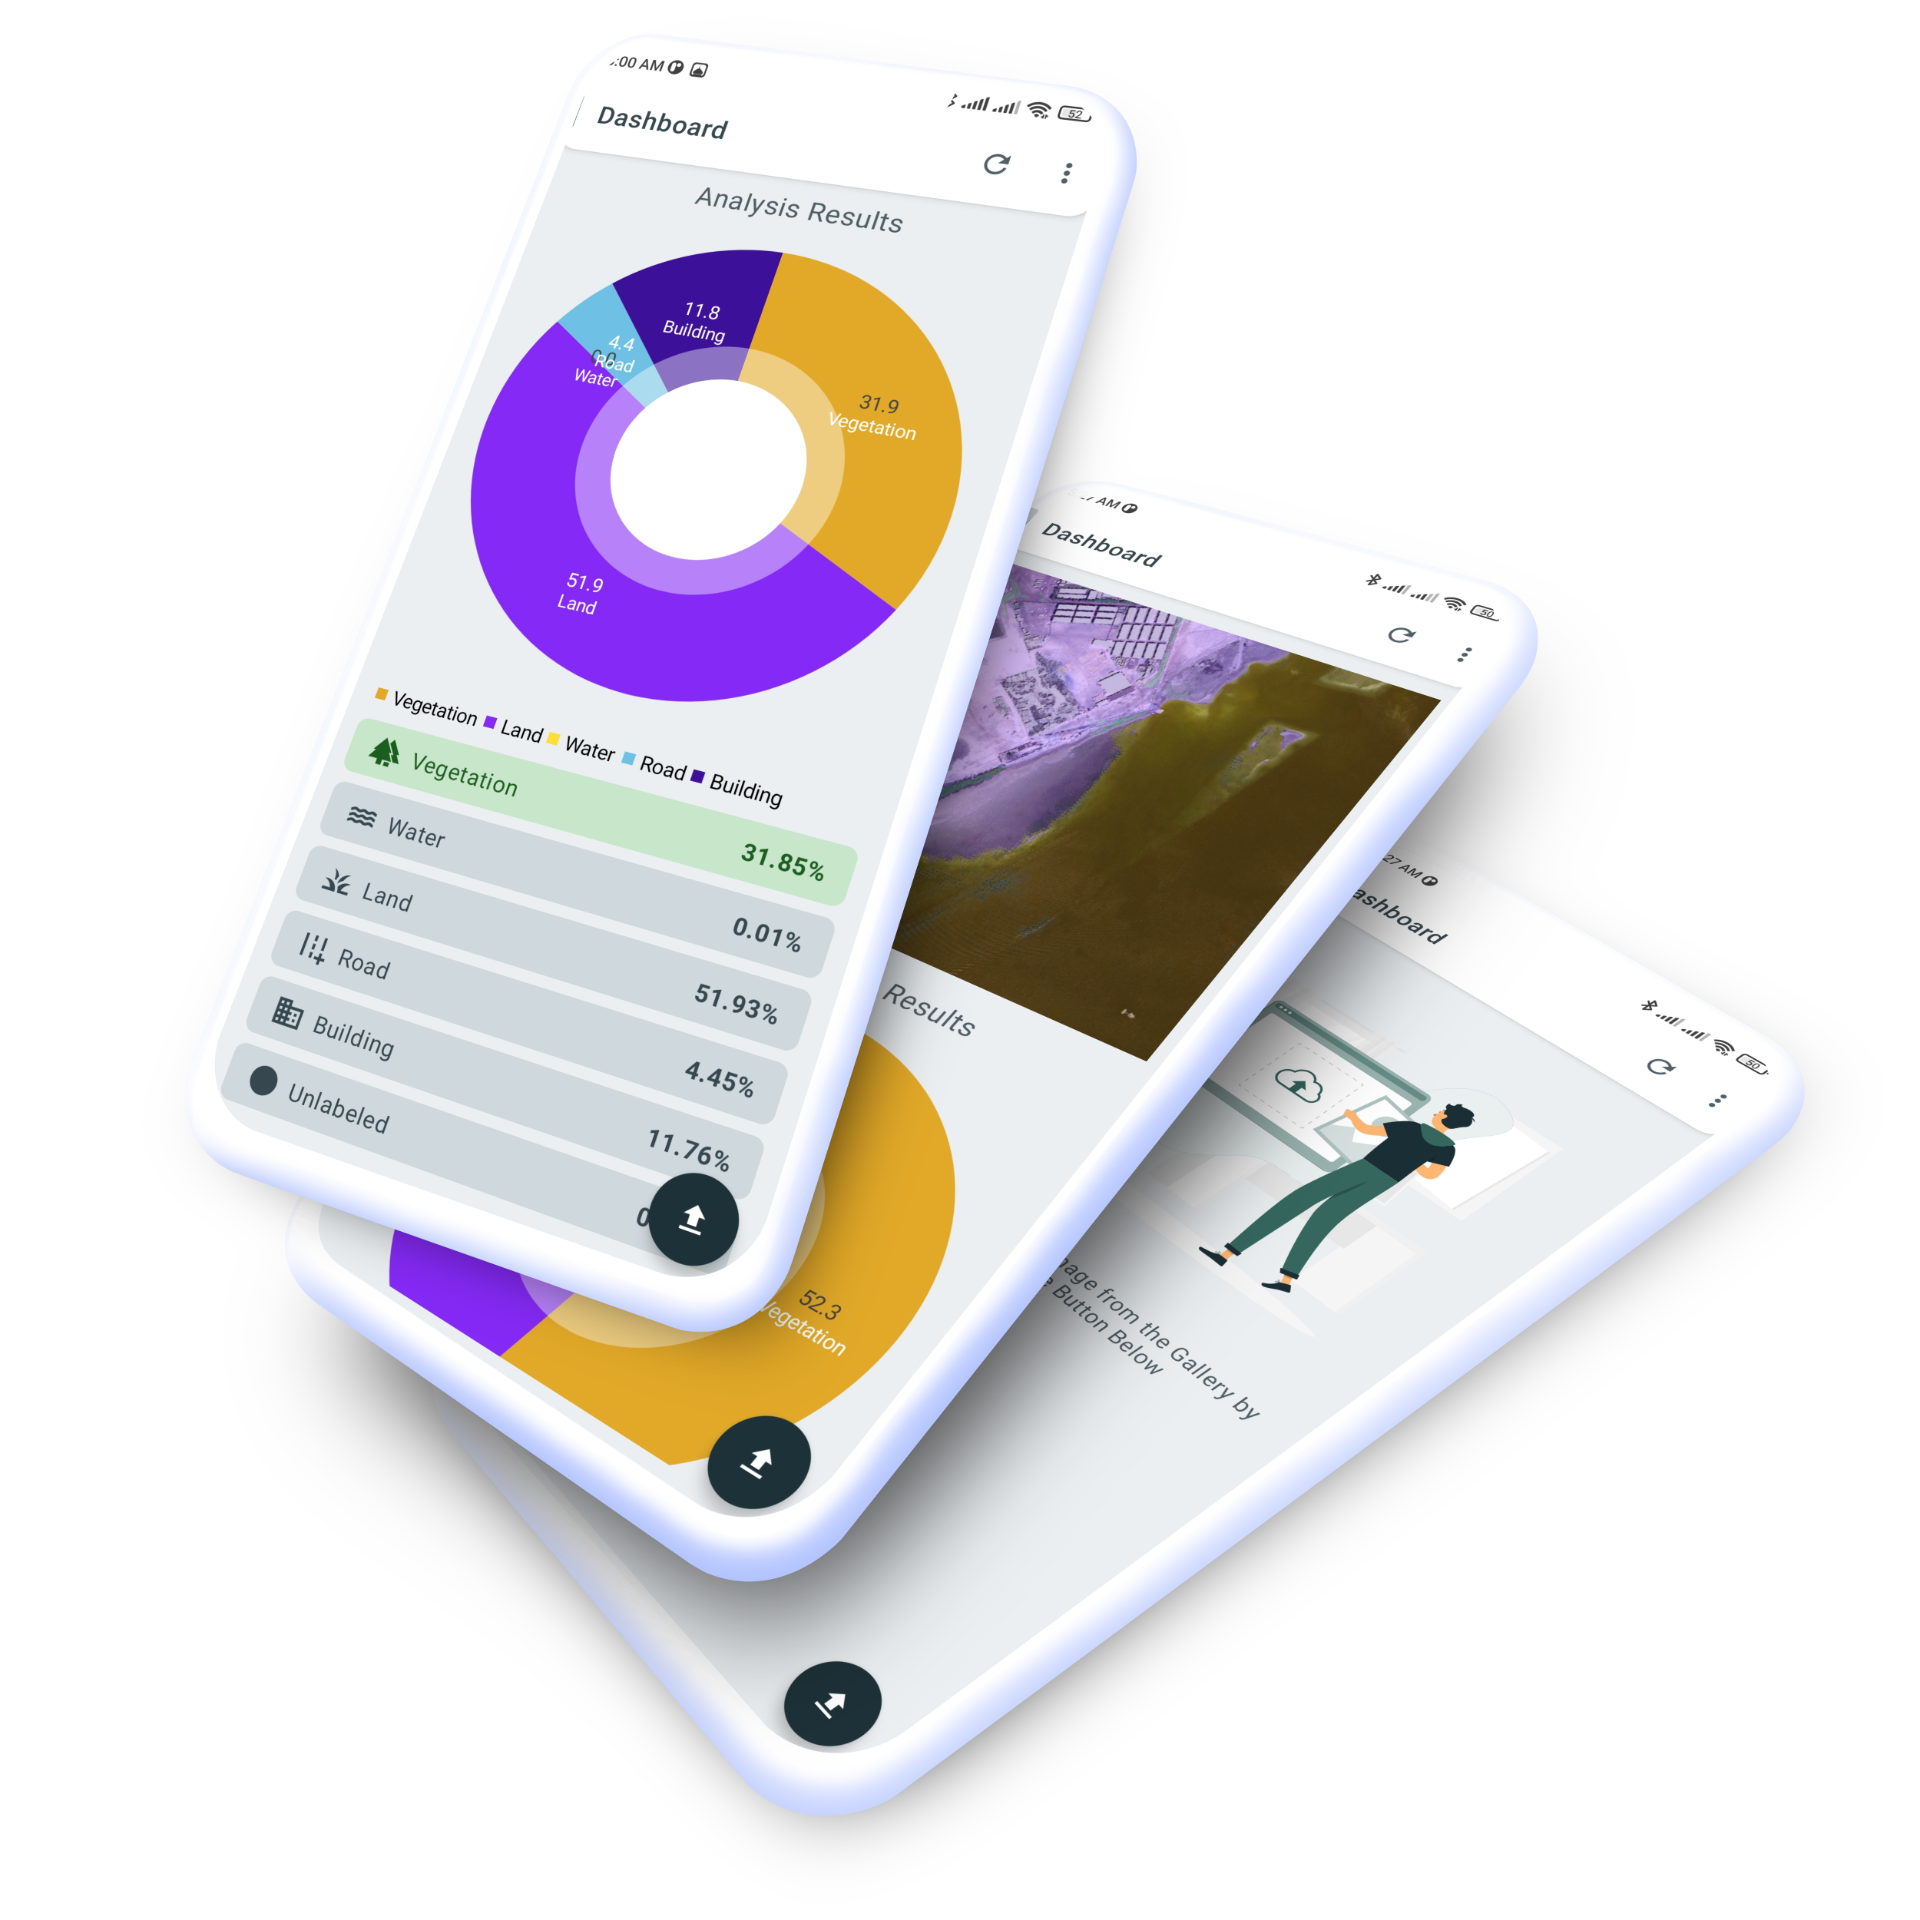 :00 AM
52
Dashboard
Analysis Results
11.8
Building
4.4
Road
Water
31.9
Vegetation
51.9
Land
Vegetation Land Water Road Building
Vegetation 31.85%
Water 0.01%
Land 51.93%
Road 4.45%
Building 11.76%
Unlabeled 0
AM
50
Dashboard
Results
52.3
Vegetation
27 AM
50
ashboard
from the Gallery by
Button Below